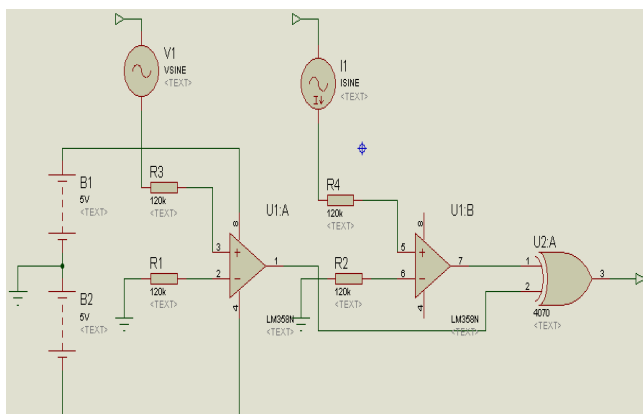 V1
VSINE
<TEXT>
I1
ISINE
I
<TEXT>
B1
5V
<TEXT>
R3
120k
<TEXT>
R4
120k
<TEXT>
U1:A
8
3
2
1
4
LM358N
<TEXT>
R1
120k
<TEXT>
B2
5V
<TEXT>
U1:B
8
5
6
7
4
LM358N
<TEXT>
R2
120k
<TEXT>
U2:A
1
2
3
4070
<TEXT>